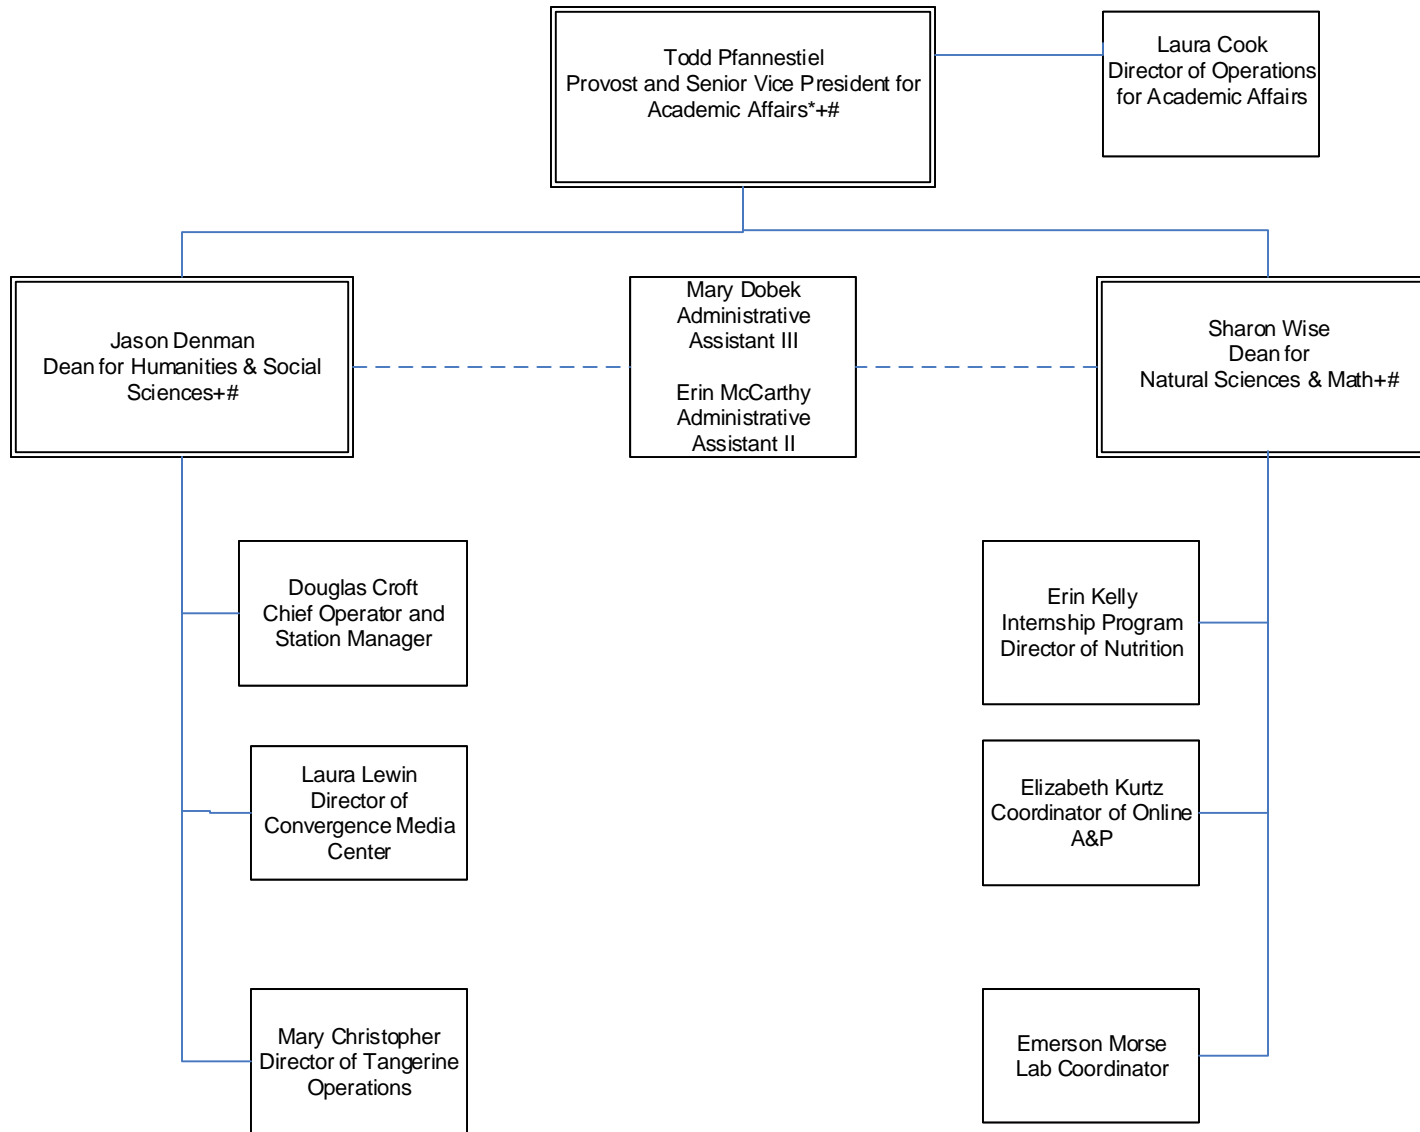 Todd Pfannestiel
Provost and Senior Vice President for
Academic Affairs*+#
Laura Cook
Director of Operations
for Academic Affairs
Jason Denman
Dean for Humanities & Social
Sciences+#
Mary Dobek
Administrative
Assistant III
Erin McCarthy
Administrative
Assistant II
Sharon Wise
Dean for
Natural Sciences & Math+#
Douglas Croft
Chief Operator and
Station Manager
Erin Kelly
Internship Program
Director of Nutrition
Laura Lewin
Director of
Convergence Media
Center
Elizabeth Kurtz
Coordinator of Online
A&P
Mary Christopher
Director of Tangerine
Operations
Emerson Morse
Lab Coordinator